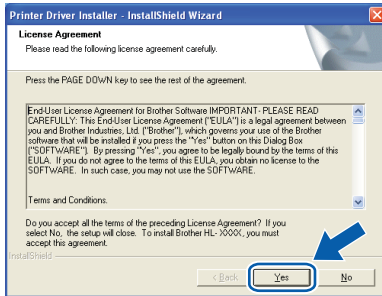 Printer Driver Installer - InstallShield Wizard
License Agreement
Please read the following license agreement carefully.
Press the PAGE DOWN key to see the rest of the agreement.
End-User License Agreement for Brother Software IMPORTANT- PLEASE READ
CAREFULLY: This End-User License Agreement ("EULA") is a legal agreement between
you and Brother Industries, Ltd. ("Brother"), which governs your use of the Brother
software that will be installed if you press the "Yes" button on this Dialog Box
("SOFTWARE"). By pressing "Yes", you agree to be legally bound by the terms of this
EULA. If you do not agree to the terms of this EULA, you obtain no license to the
SOFTWARE. In such case, you may not use the SOFTWARE.
Terms and Conditions.
Do you accept all the terms of the preceding License Agreement? If you
select No, the setup will close. To install Brother HL- XXXX, you must
accept this agreement.
InstallShield
< Back
Yes
No